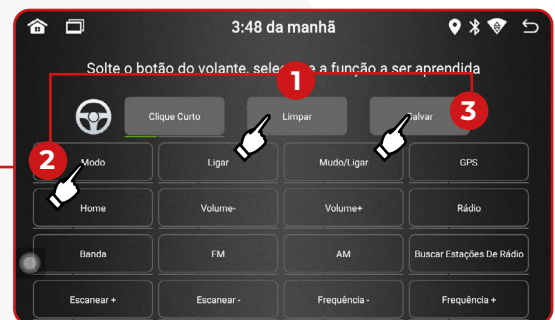 3:48 da manhã
Solte o botão do volante, sele a função a ser aprendida
1
Clique Curto
Limpar
alvar
3
2
Modo
Ligar
Mudo/Ligar
GPS
Home
Volume-
Volume+
Rádio
Banda
FM
AM
Buscar Estações De Rádio
Escanear +
Escanear -
Frequência -
Frequência +